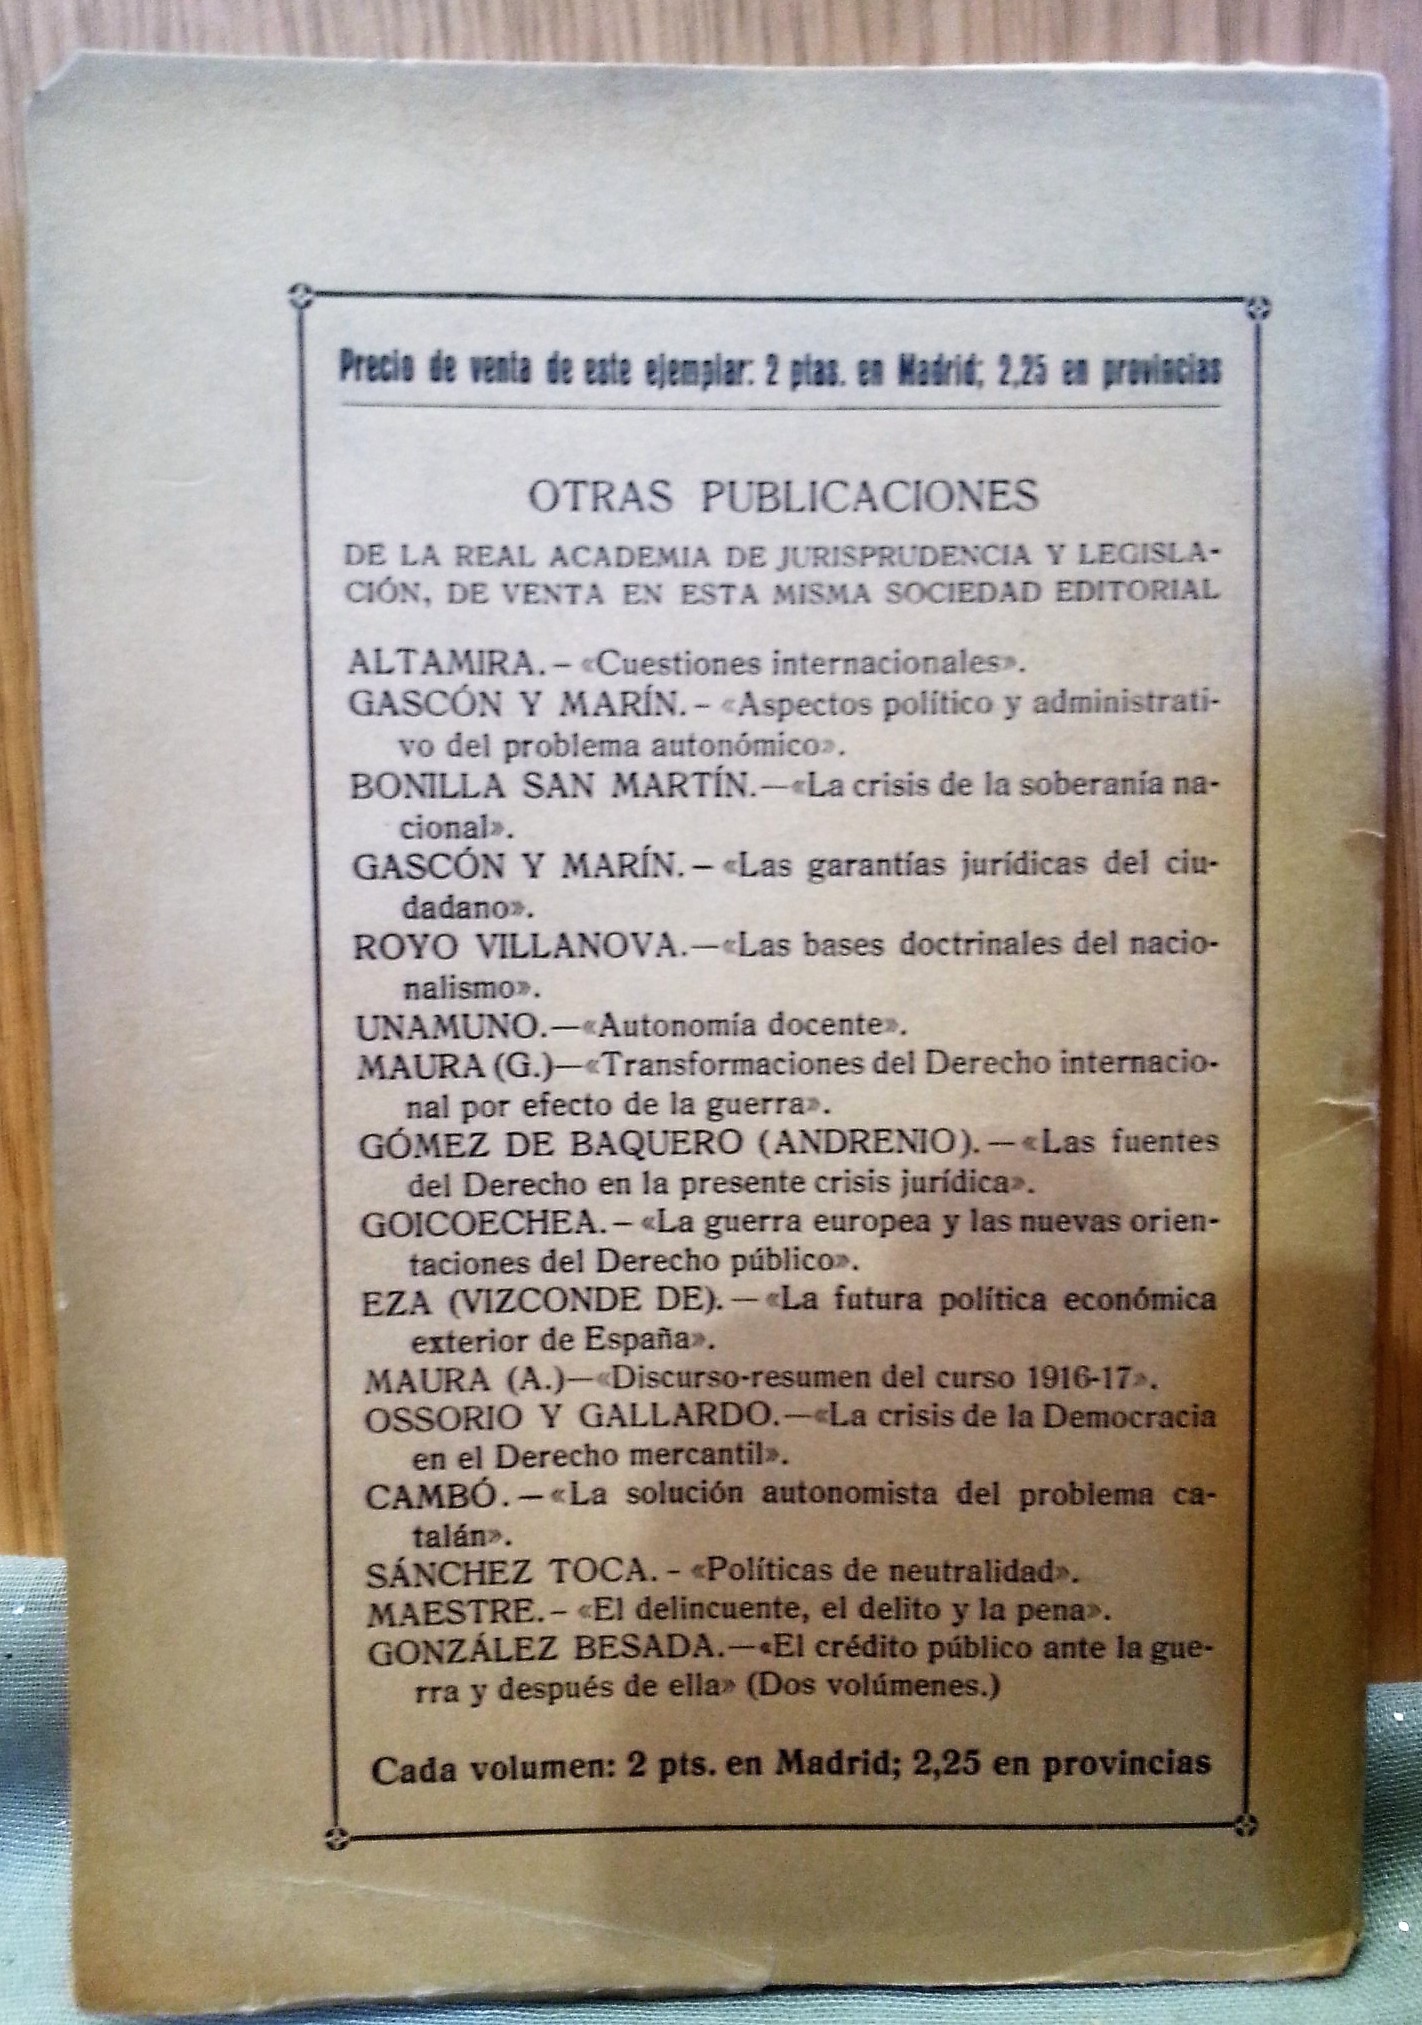 Precio de venta de este ejemplar: 2 ptas. en Madrid; 2,25 en provincias
OTRAS PUBLICACIONES
DE LA REAL ACADEMIA DE JURISPRUDENCIA Y LEGISLA-
CIÓN, DE VENTA EN ESTA MISMA SOCIEDAD EDITORIAL
ALTAMIRA.– «Cuestiones internacionales».
GASCÓN Y MARÍN.– «Aspectos político y administrati-
vo del problema autonómico».
BONILLA SAN MARTÍN.—«La crisis de la soberanía na-
cional».
GASCÓN Y MARÍN.– «Las garantías jurídicas del ciu-
dadano».
ROYO VILLANOVA.—«Las bases doctrinales del nacio-
nalismo».
UNAMUNO.—«Autonomía docente».
MAURA (G.)—«Transformaciones del Derecho internacio-
nal por efecto de la guerra».
GÓMEZ DE BAQUERO (ANDRENIO).—«Las fuentes
del Derecho en la presente crisis jurídica».
GOICOECHEA.– «La guerra europea y las nuevas orien-
taciones del Derecho público».
EZA (VIZCONDE DE).—«La futura política económica
exterior de España».
MAURA (A.)—«Discurso-resumen del curso 1916-17».
OSSORIO Y GALLARDO.—«La crisis de la Democracia
en el Derecho mercantil».
CAMBÓ.—«La solución autonomista del problema ca-
talán».
SÁNCHEZ TOCA.- «Políticas de neutralidad».
MAESTRE.– «El delincuente, el delito y la pena».
GONZÁLEZ BESADA.—«El crédito público ante la gue-
rra y después de ella» (Dos volúmenes.)
Cada volumen: 2 pts. en Madrid; 2,25 en provincias